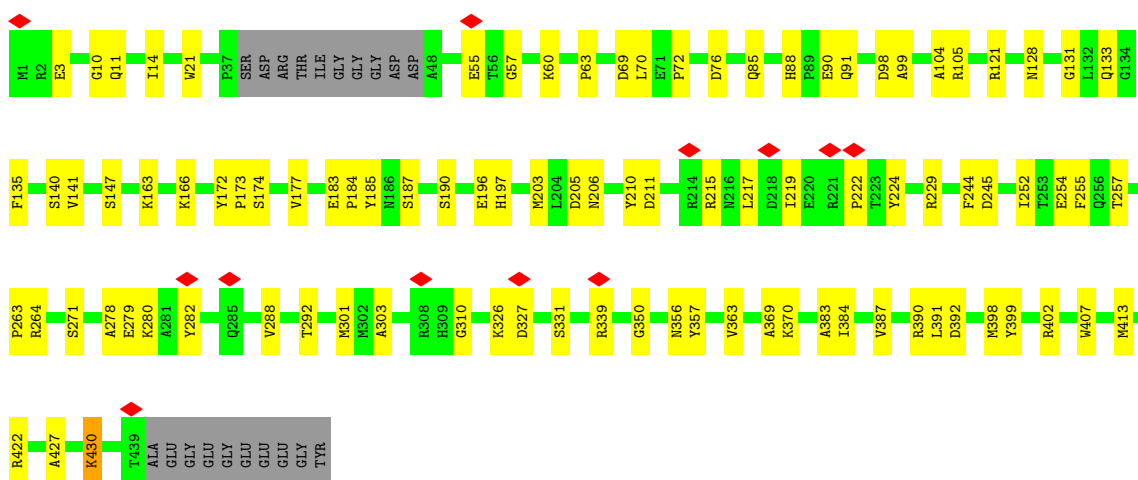 M1 R2 E3 G10 Q11 I14 W21 P37 SER ASP ARG THR ILE GLY GLY GLY ASP ASP A48 E55 T56 G57 K60 P63 D69 L70 E71 P72 D76 Q85 H88 P89 E90 Q91 D98 A99 A104 R105 R121 N128 G131 L132 Q133 G134
F135 S140 V141 S147 K163 K166 Y172 P173 S174 V177 E183 P184 Y185 N186 S187 S190 E196 H197 M203 L204 D205 N206 Y210 D211 R214 R215 N216 L217 D218 I219 E220 R221 P222 T223 Y224 R229 F244 D245 I252 T253 E254 F255 Q256 T257
P263 R264 S271 A278 E279 K280 A281 Y282 Q285 V288 T292 M301 M302 A303 R308 H309 G310 K326 D327 S331 R339 G350 N356 Y357 V363 A369 K370 A383 I384 V387 R390 L391 D392 M398 Y399 R402 W407 M413
R422 A427 K430 T439 ALA GLU GLY GLU GLY GLU GLU GLU GLY TYR